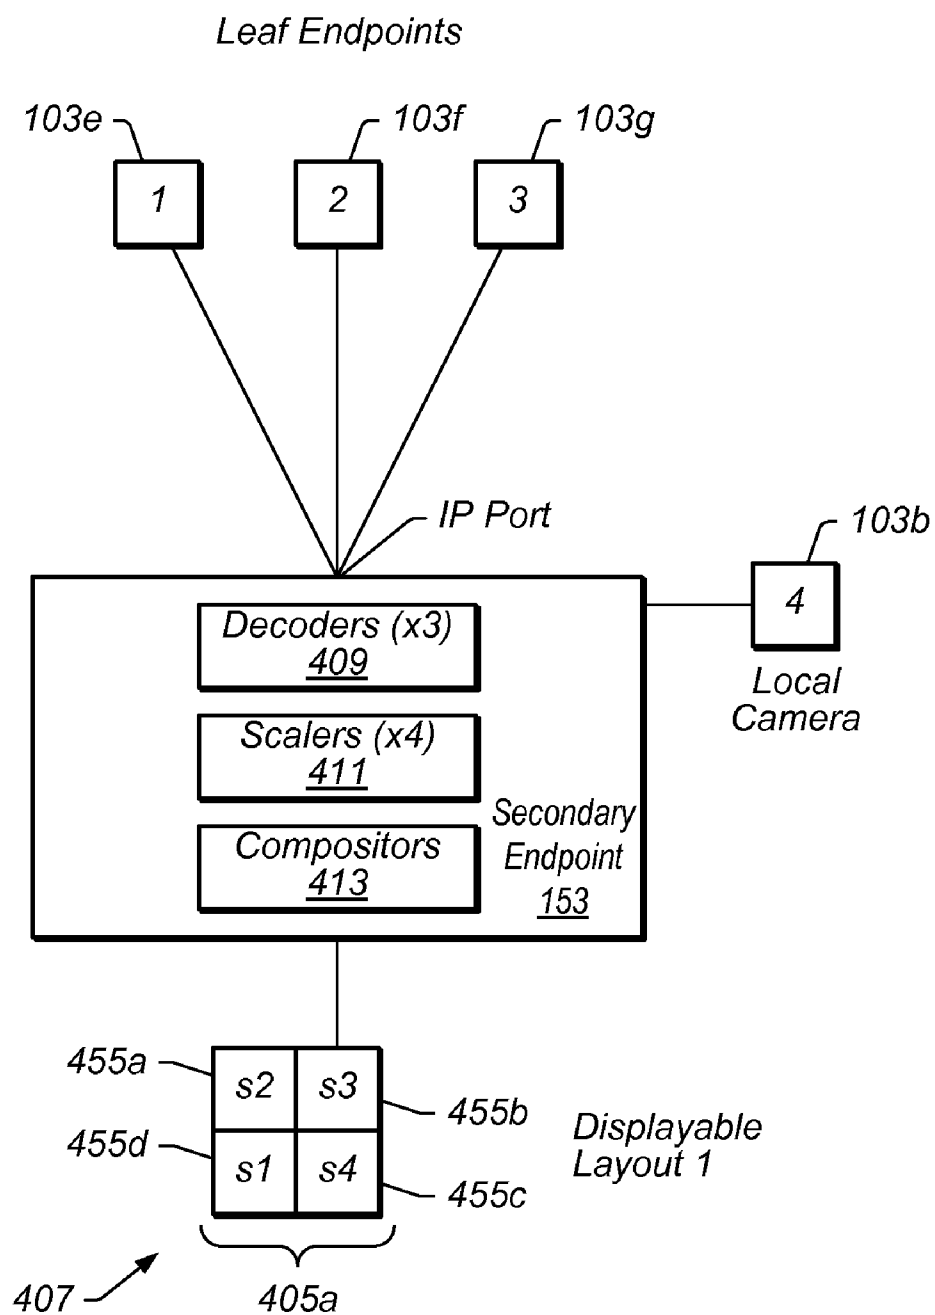 Leaf Endpoints
103e
103f
103g
1
2
3
IP Port
103b
4
Local
Camera
Decoders (x3)
409
Scalers (x4)
411
Compositors
413
Secondary
Endpoint
153
455a
s2
s3
455b
455d
s1
s4
455c
Displayable
Layout 1
407
405a